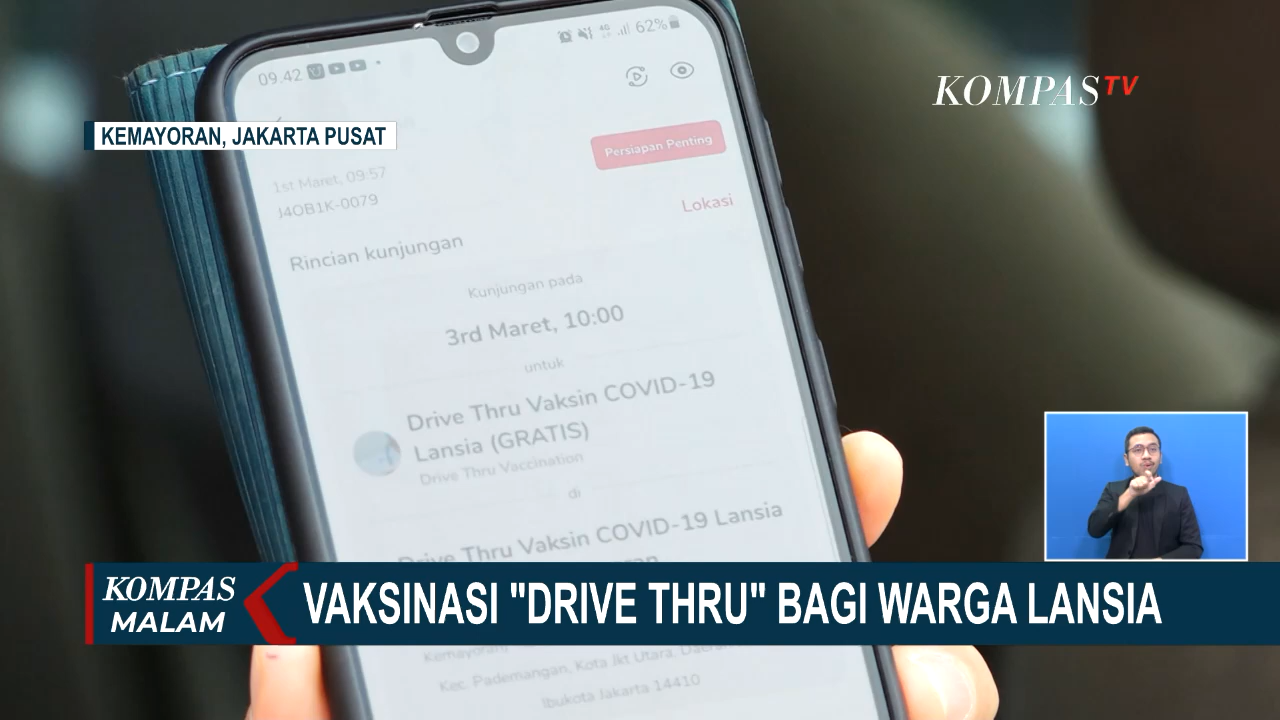 09.42
4G
62%
KOMPASTV
KEMAYORAN, JAKARTA PUSAT
Persiapan Penting
1st Maret, 09:57
J4OB1K-0079
Lokasi
Rincian kunjungan
Kunjungan pada
3rd Maret, 10:00
untuk
Drive Thru Vaksin COVID-19
Lansia (GRATIS)
Drive Thru Vaccination
di
Drive Thru Vaksin COVID-19 Lansia
KOMPAS
MALAM
VAKSINASI "DRIVE THRU" BAGI WARGA LANSIA
Kec. Pademangan, Kota Jkt Utara, Daerah
Ibukota Jakarta 14410